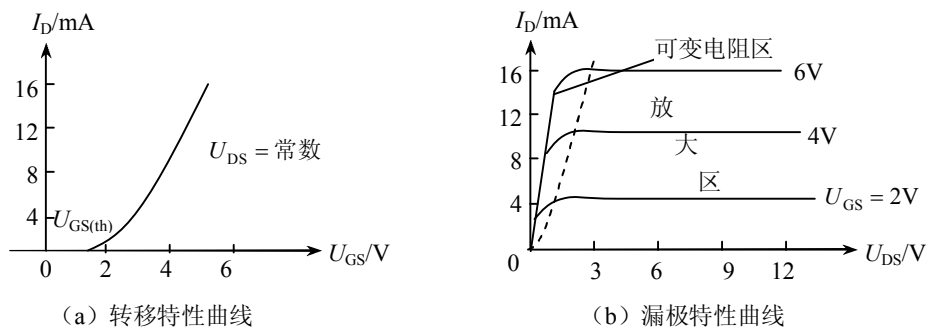 I_D/mA
16
12
8
4
0
2
4
6
U_GS(th)
U_DS = 常数
U_GS/V
(a) 转移特性曲线
I_D/mA
16
12
8
4
0
3
6
9
12
可变电阻区
6V
放
大
4V
区
U_GS = 2V
U_DS/V
(b) 漏极特性曲线